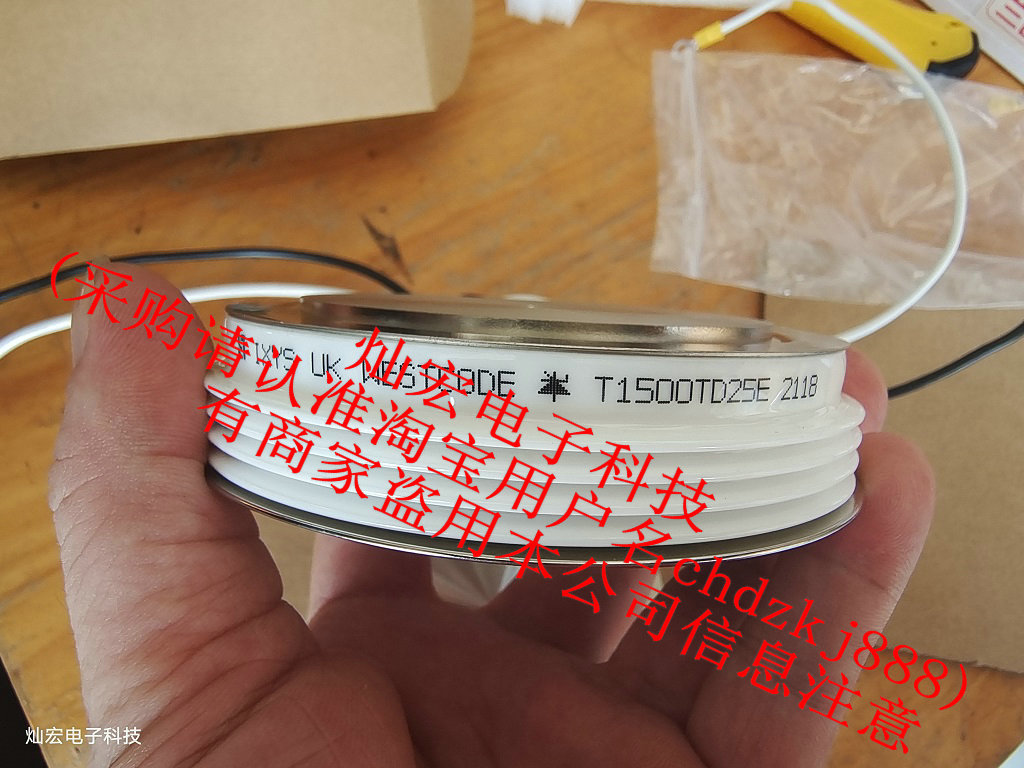 IXYS UK WESTCODE T1500TD25E 2118
灿宏电子科技
(采购请认准淘宝用户名chdzkj888)
有商家盗用本公司信息注意
灿宏电子科技